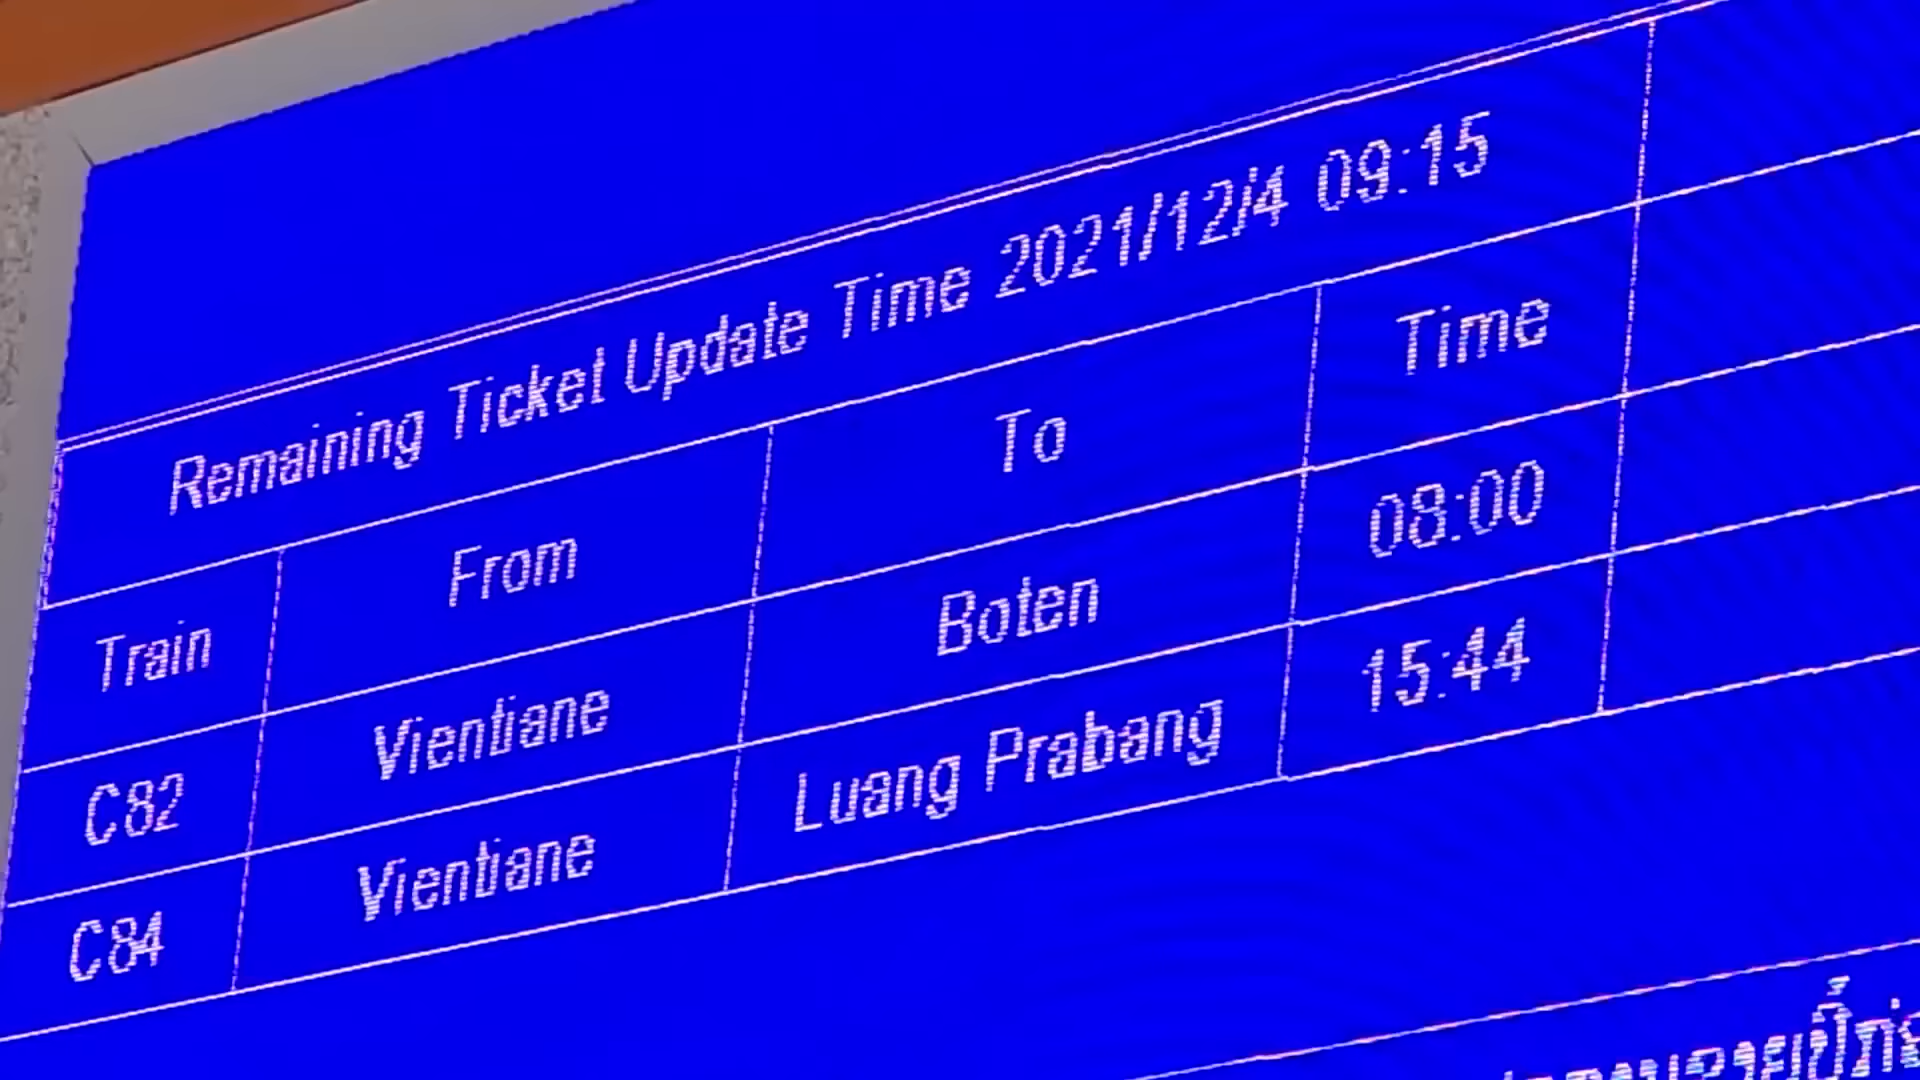 Remaining Ticket Update Time 2021/12/4 09:15
Train From To Time
C82 Vientiane Boten 08:00
C84 Vientiane Luang Prabang 15:44